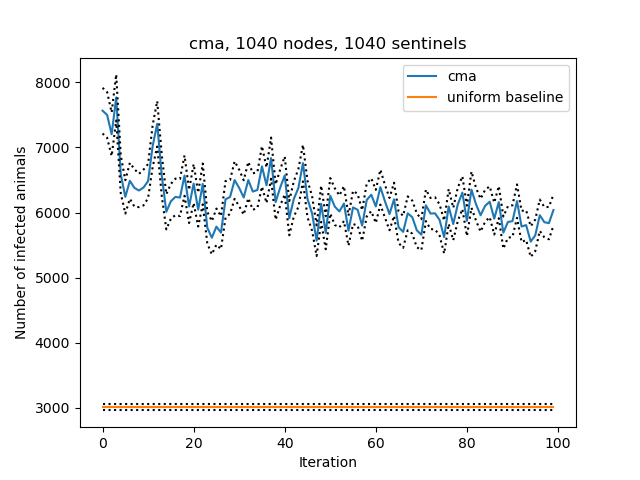 cma, 1040 nodes, 1040 sentinels
cma
uniform baseline
8000
7000
6000
5000
4000
3000
Number of infected animals
0 20 40 60 80 100
Iteration